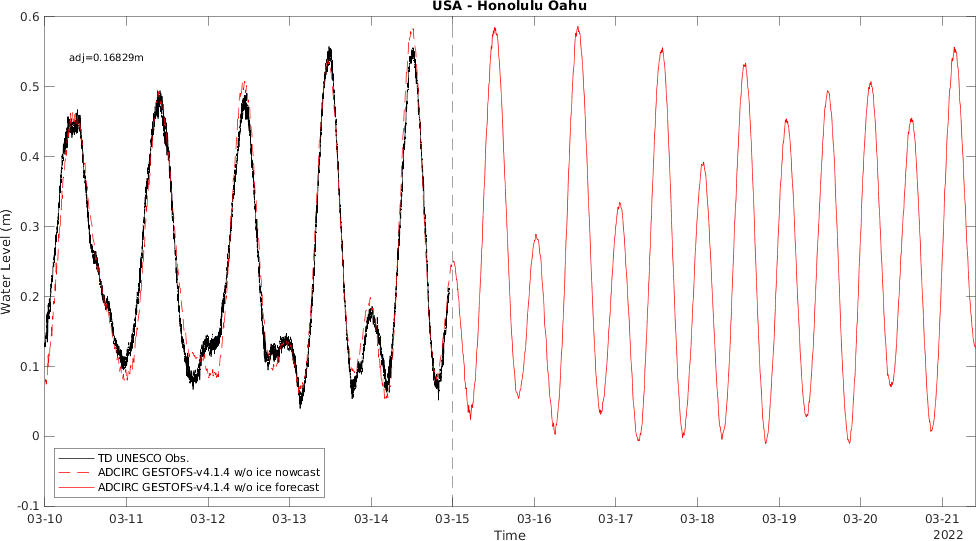 USA - Honolulu Oahu
0.6
adj=0.16829m
0.5
0.4
0.3
Water Level (m)
0.2
0.1
0
TD UNESCO Obs.
ADCIRC GESTOFS-v4.1.4 w/o ice nowcast
ADCIRC GESTOFS-v4.1.4 w/o ice forecast
-0.1
03-10 03-11 03-12 03-13 03-14 03-15 03-16 03-17 03-18 03-19 03-20 03-21
Time 2022